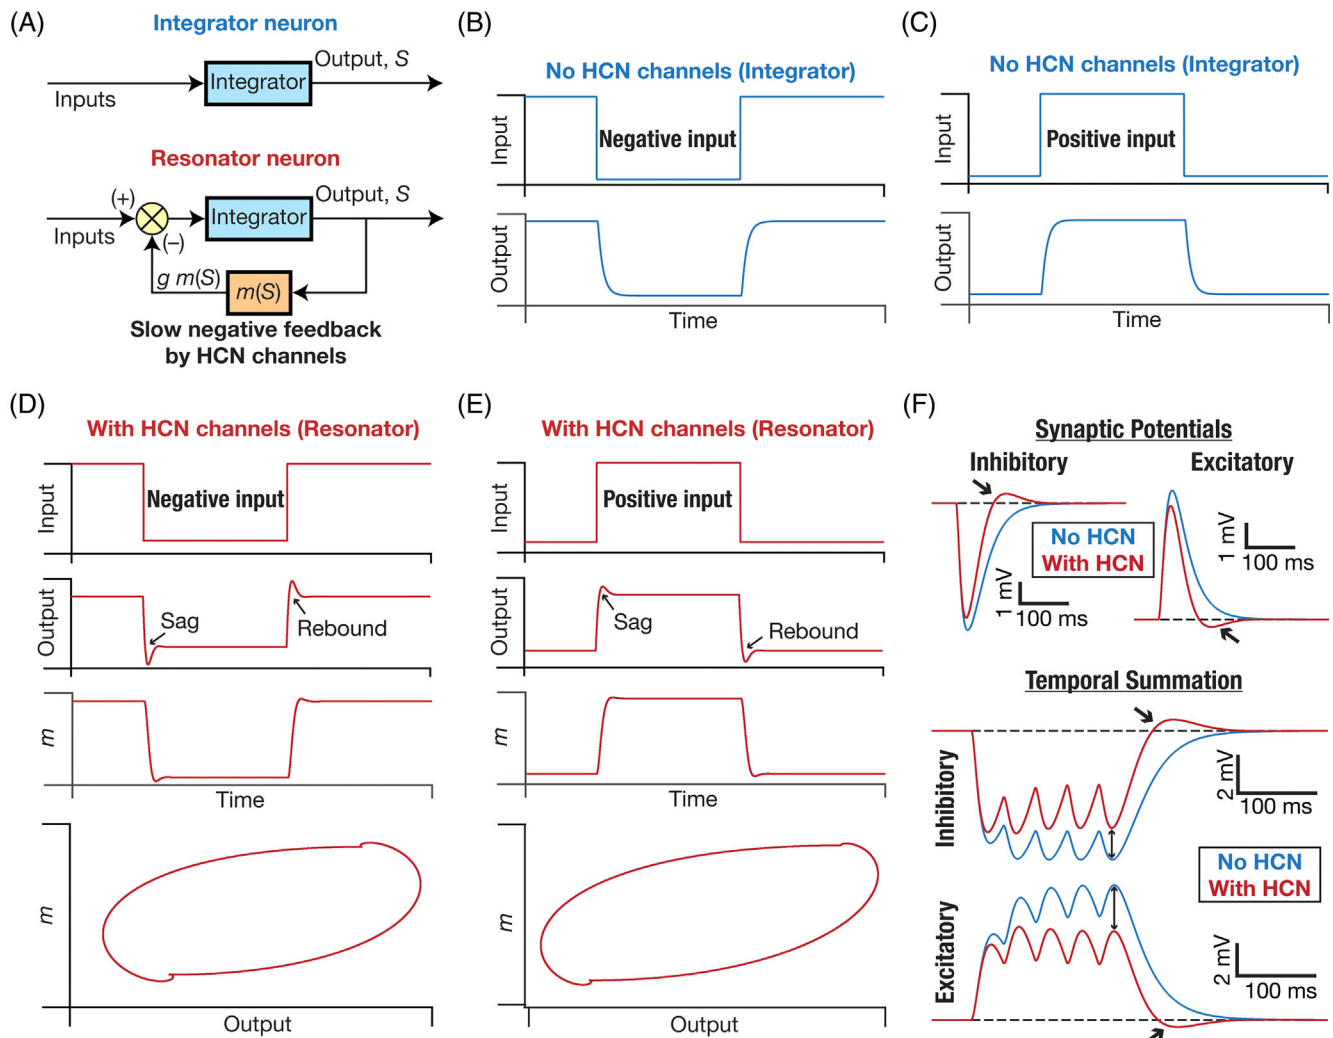 (A)
Integrator neuron
Inputs
Integrator
Output, S
Resonator neuron
(+)
Inputs
(–)
Integrator
Output, S
g m(S)
m(S)
Slow negative feedback
by HCN channels
(B)
No HCN channels (Integrator)
Input
Negative input
Output
Time
(C)
No HCN channels (Integrator)
Input
Positive input
Output
Time
(D)
With HCN channels (Resonator)
Input
Negative input
Output
Sag
Rebound
m
Time
m
Output
(E)
With HCN channels (Resonator)
Input
Positive input
Output
Sag
Rebound
m
Time
m
Output
(F)
Synaptic Potentials
Inhibitory
Excitatory
No HCN
With HCN
1 mV
100 ms
1 mV
100 ms
Temporal Summation
Inhibitory
2 mV
100 ms
No HCN
With HCN
Excitatory
2 mV
100 ms